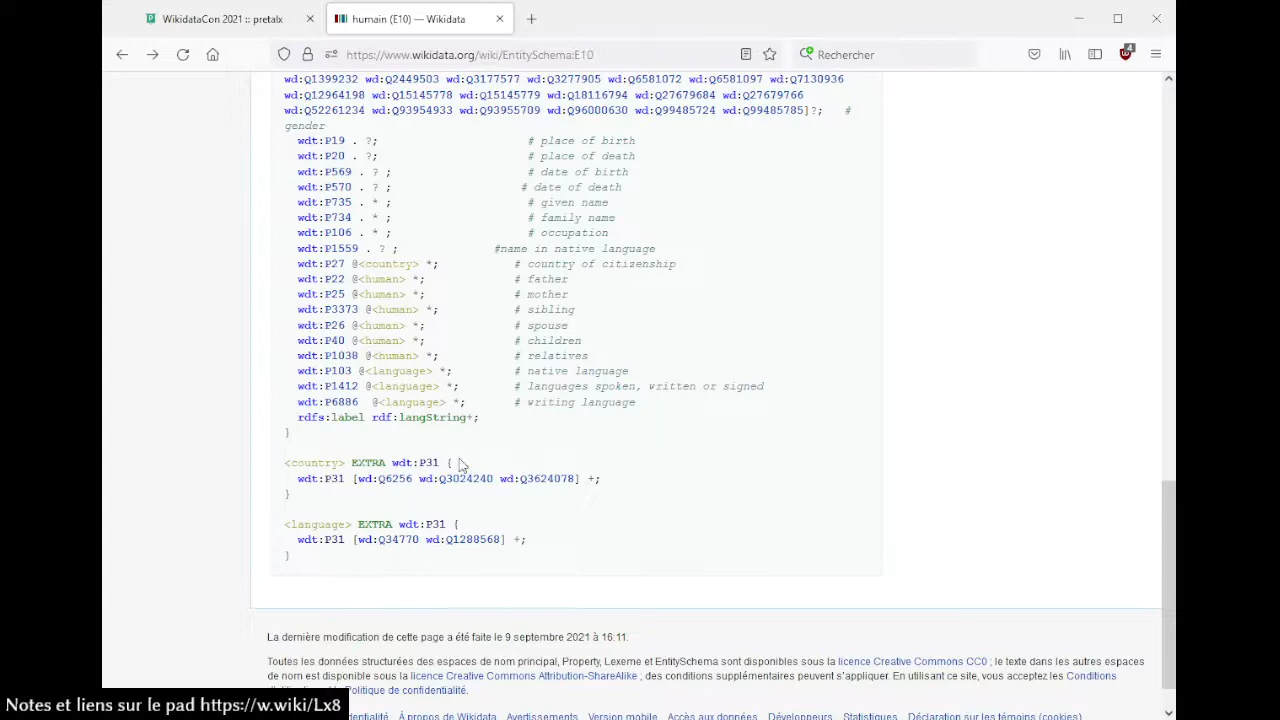 WikidataCon 2021 :: pretalx
humain (E10) — Wikidata
https://www.wikidata.org/wiki/EntitySchema:E10
Rechercher
4
wd:Q1399232 wd:Q2449503 wd:Q3177577 wd:Q3277905 wd:Q6581072 wd:Q6581097 wd:Q7130936
wd:Q12964198 wd:Q15145778 wd:Q15145779 wd:Q18116794 wd:Q27679684 wd:Q27679766
wd:Q52261234 wd:Q93954933 wd:Q93955709 wd:Q96000630 wd:Q99485724 wd:Q99485785]?; #
gender
wdt:P19 . ?; # place of birth
wdt:P20 . ?; # place of death
wdt:P569 . ? ; # date of birth
wdt:P570 . ? ; # date of death
wdt:P735 . * ; # given name
wdt:P734 . * ; # family name
wdt:P106 . * ; # occupation
wdt:P1559 . ? ; #name in native language
wdt:P27 @<country> *; # country of citizenship
wdt:P22 @<human> *; # father
wdt:P25 @<human> *; # mother
wdt:P3373 @<human> *; # sibling
wdt:P26 @<human> *; # spouse
wdt:P40 @<human> *; # children
wdt:P1038 @<human> *; # relatives
wdt:P103 @<language> *; # native language
wdt:P1412 @<language> *; # languages spoken, written or signed
wdt:P6886 @<language> *; # writing language
rdfs:label rdf:langString+;
}
<country> EXTRA wdt:P31 {
wdt:P31 [wd:Q6256 wd:Q3024240 wd:Q3624078] +;
}
<language> EXTRA wdt:P31 {
wdt:P31 [wd:Q34770 wd:Q1288568] +;
}
La dernière modification de cette page a été faite le 9 septembre 2021 à 16:11.
Toutes les données structurées des espaces de nom principal, Property, Lexeme et EntitySchema sont disponibles sous la licence Creative Commons CC0 ; le texte dans les autres espaces
de nom est disponible sous la licence Creative Commons Attribution-ShareAlike ; des conditions supplémentaires peuvent s'appliquer. En utilisant ce site, vous acceptez les Conditions
Politique de confidentialité.
Notes et liens sur le pad https://w.wiki/Lx8
À propos de Wikidata Avertissements Version mobile Accès aux données Développeurs Statistiques Déclaration sur les témoins (cookies)